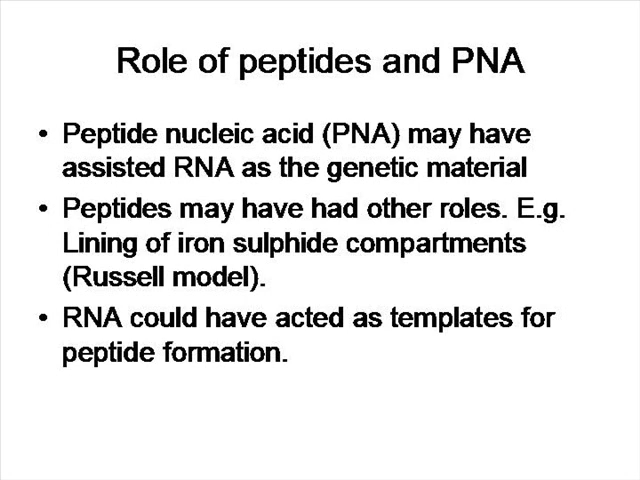 Role of peptides and PNA
• Peptide nucleic acid (PNA) may have
assisted RNA as the genetic material
• Peptides may have had other roles. E.g.
Lining of iron sulphide compartments
(Russell model).
• RNA could have acted as templates for
peptide formation.